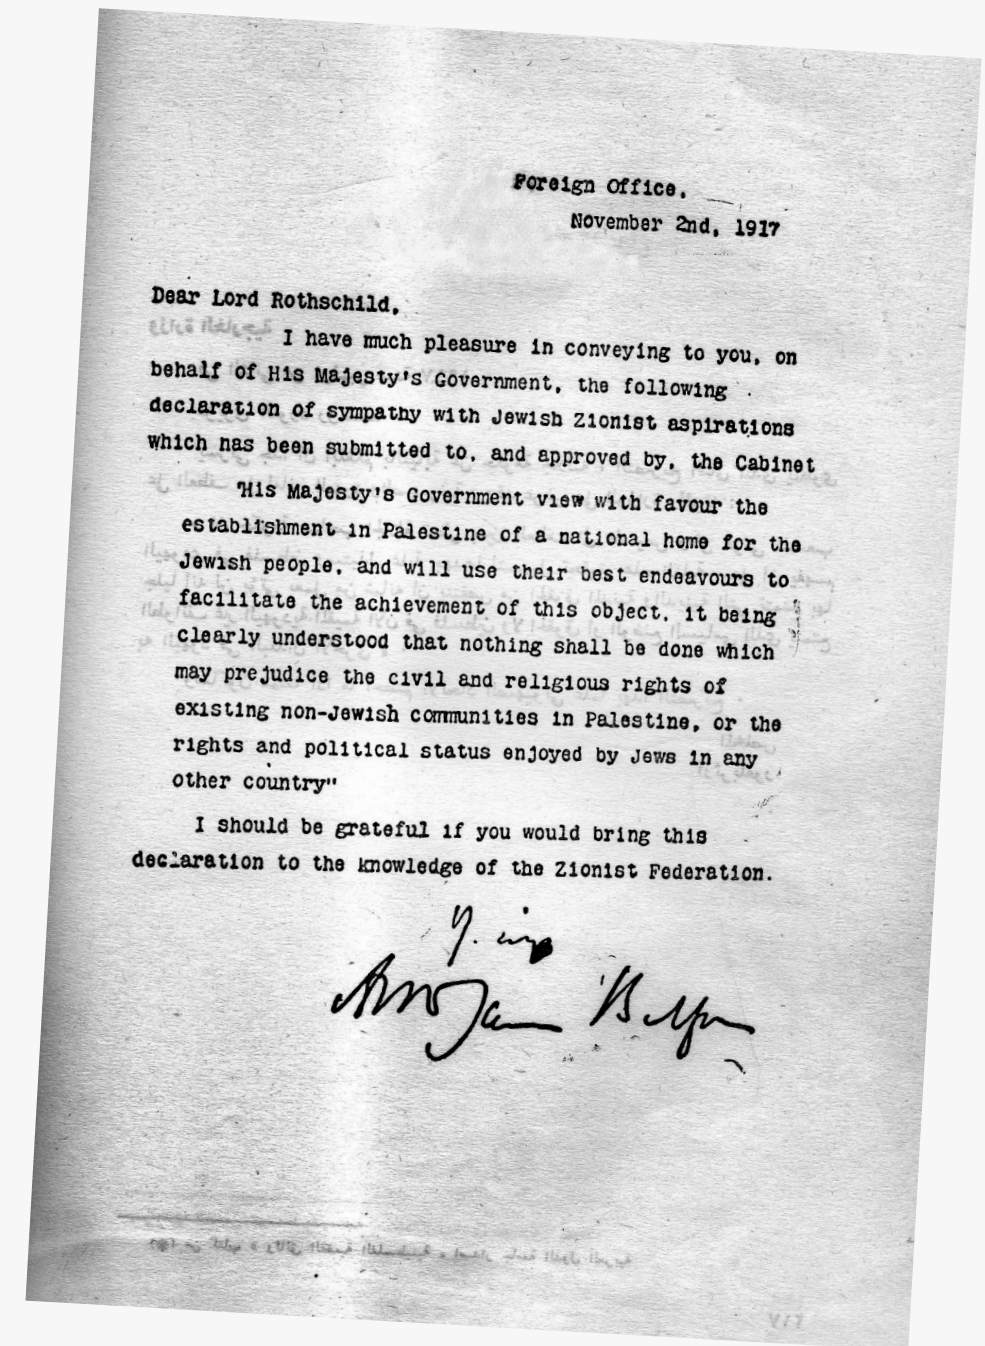 Foreign Office.
November 2nd, 1917
Dear Lord Rothschild,
I have much pleasure in conveying to you, on
behalf of His Majesty's Government, the following
declaration of sympathy with Jewish Zionist aspirations
which has been submitted to, and approved by, the Cabinet
"His Majesty's Government view with favour the
establishment in Palestine of a national home for the
Jewish people, and will use their best endeavours to
facilitate the achievement of this object, it being
clearly understood that nothing shall be done which
may prejudice the civil and religious rights of
existing non-Jewish communities in Palestine, or the
rights and political status enjoyed by Jews in any
other country"
I should be grateful if you would bring this
declaration to the knowledge of the Zionist Federation.
Arthur James Balfour